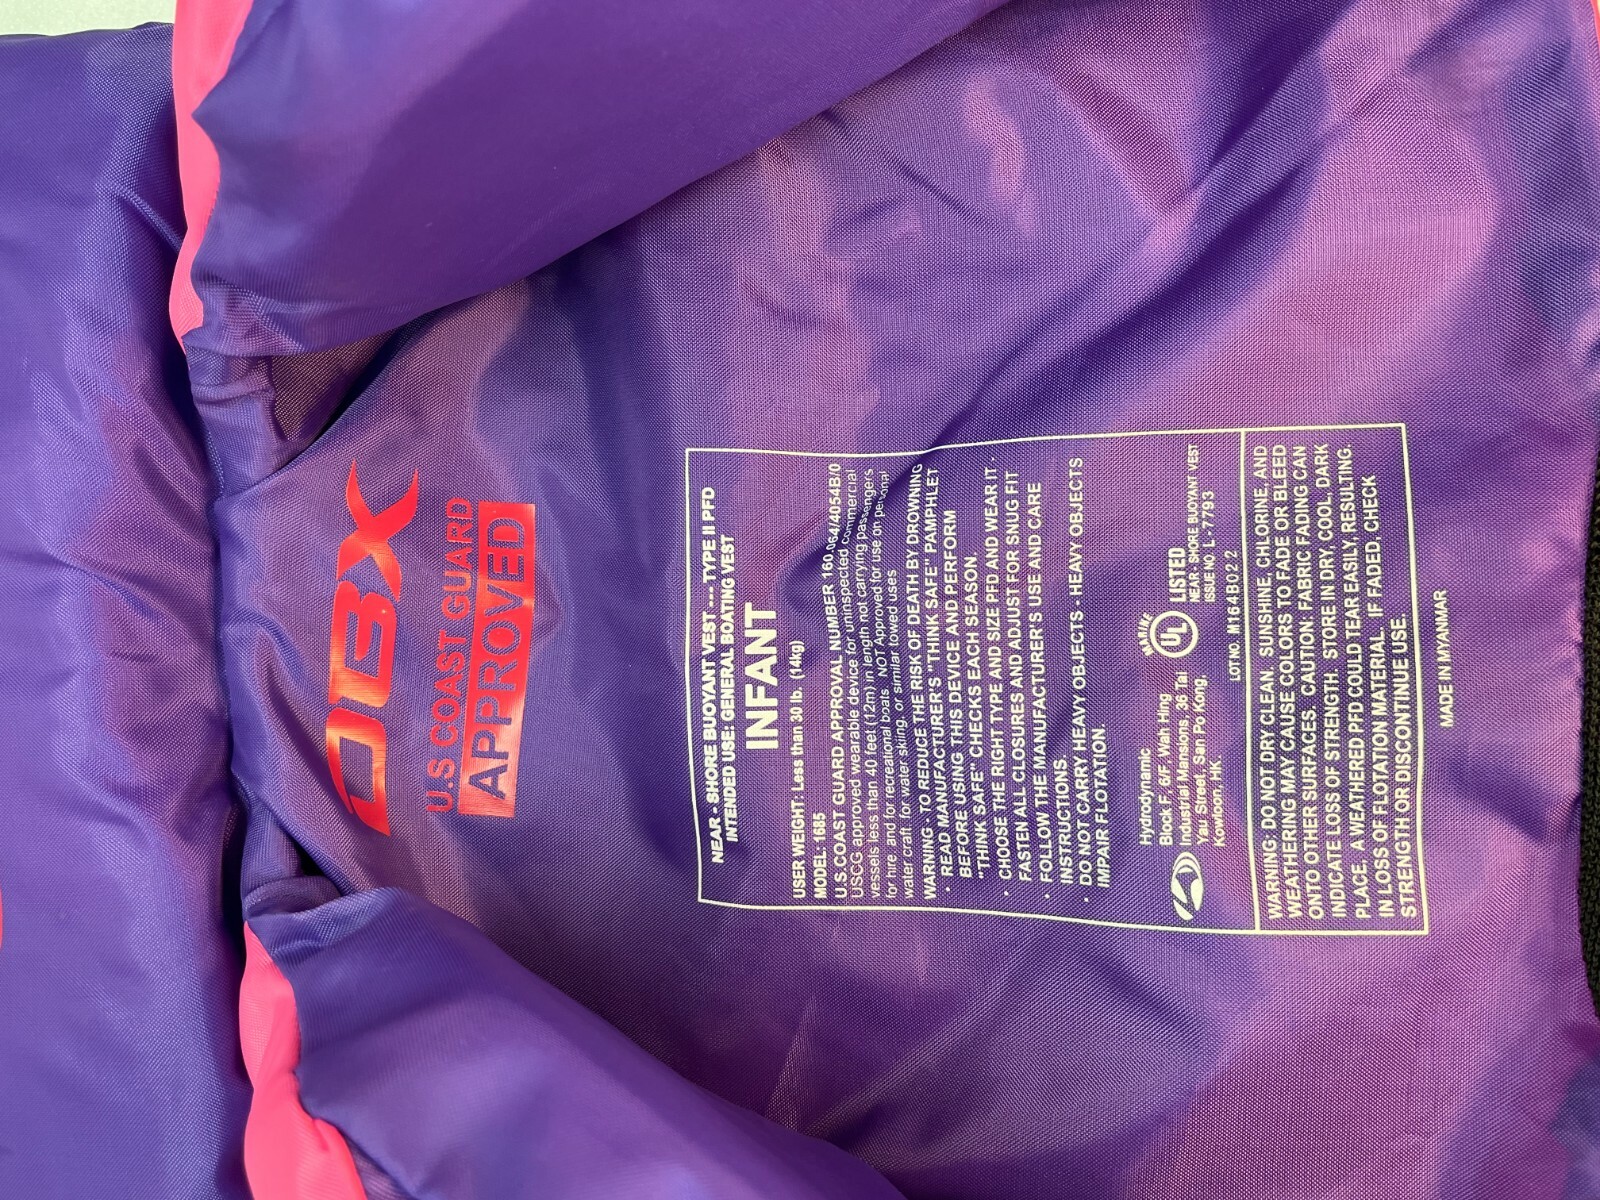 OBX
U.S COAST GUARD
APPROVED
NEAR - SHORE BUOYANT VEST --- TYPE II PFD
INTENDED USE: GENERAL BOATING VEST
INFANT
USER WEIGHT: Less than 30 lb. (14kg)
MODEL: 1685
U.S.COAST GUARD APPROVAL NUMBER 160.064/4054B/0
USCG approved wearable device for uninspected commercial
vessels less than 40 feet (12m) in length not carrying passengers
for hire, and for recreational boats. NOT Approved for use on personal
water craft, for water skiing, or similar towed uses
WARNING - TO REDUCE THE RISK OF DEATH BY DROWNING
· READ MANUFACTURER'S "THINK SAFE" PAMPHLET
BEFORE USING THIS DEVICE AND PERFORM
"THINK SAFE" CHECKS EACH SEASON.
· CHOOSE THE RIGHT TYPE AND SIZE PFD AND WEAR IT -
FASTEN ALL CLOSURES AND ADJUST FOR SNUG FIT
· FOLLOW THE MANUFACTURER'S USE AND CARE
INSTRUCTIONS.
· DO NOT CARRY HEAVY OBJECTS - HEAVY OBJECTS
IMPAIR FLOTATION.
Hydrodynamic
Block F, 6/F, Wah Hing
Industrial Mansions, 36 Tai
Yau Street, San Po Kong,
Kowloon, HK.
MARINE
UL
LISTED
NEAR - SHORE BUOYANT VEST
ISSUE NO. L - 7793
LOT NO. M164B022
WARNING: DO NOT DRY CLEAN. SUNSHINE, CHLORINE, AND
WEATHERING MAY CAUSE COLORS TO FADE OR BLEED
ONTO OTHER SURFACES. CAUTION: FABRIC FADING CAN
INDICATE LOSS OF STRENGTH. STORE IN DRY, COOL, DARK
PLACE. A WEATHERED PFD COULD TEAR EASILY, RESULTING
IN LOSS OF FLOTATION MATERIAL. IF FADED, CHECK
STRENGTH OR DISCONTINUE USE.
MADE IN MYANMAR